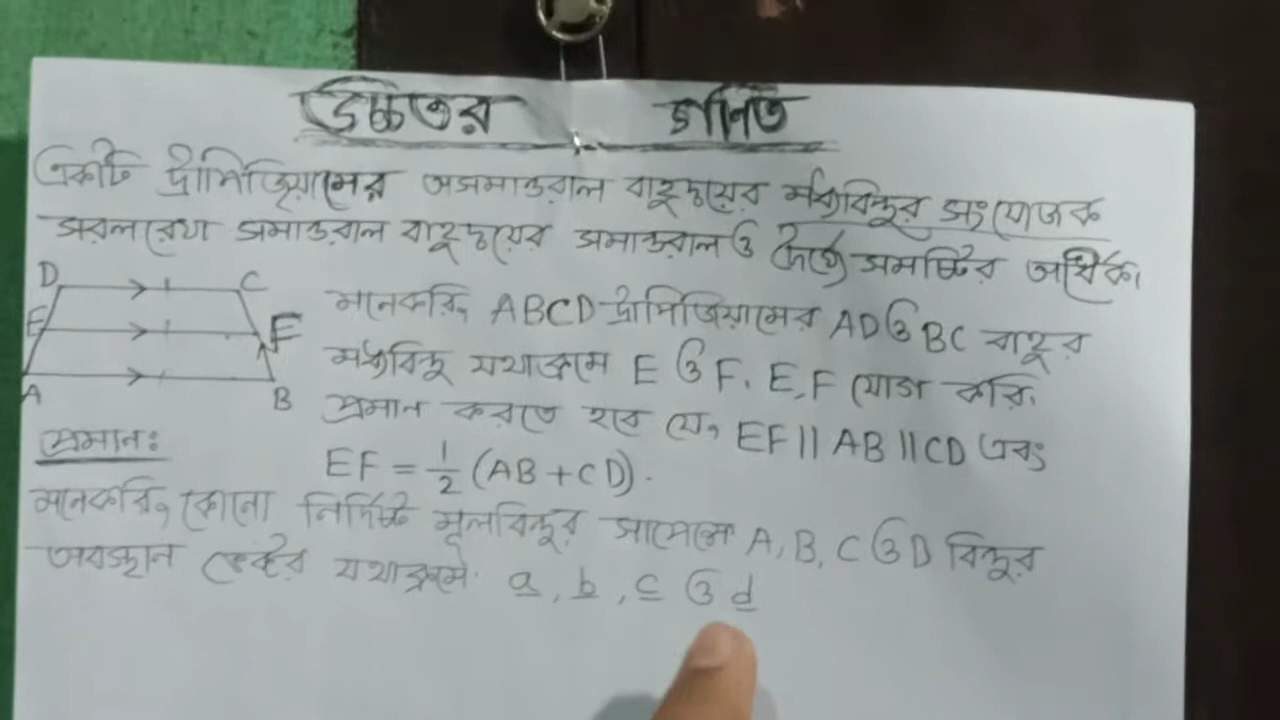 উচ্চতর গনিত
একটি ট্রাপিজিয়ামের অসমান্তরাল বাহুদ্বয়ের মধ্যবিন্দুর সংযোজক
সরলরেখা সমান্তরাল বাহুদ্বয়ের সমান্তরাল ও দৈর্ঘ্যে সমষ্টির অর্ধেক।
D C
E F
A B
মনেকরি, ABCD ট্রাপিজিয়ামের AD ও BC বাহুর
মধ্যবিন্দু যথাক্রমে E ও F. E,F যোগ করি।
প্রমান করতে হবে যে, EF || AB || CD এবং
EF = 1/2 (AB + CD).
প্রমান:
মনেকরি, কোনো নির্দিষ্ট মূলবিন্দুর সাপেক্ষে A, B, C ও D বিন্দুর
অবস্থান ভেক্টর যথাক্রমে a̲, b̲, c̲ ও d̲